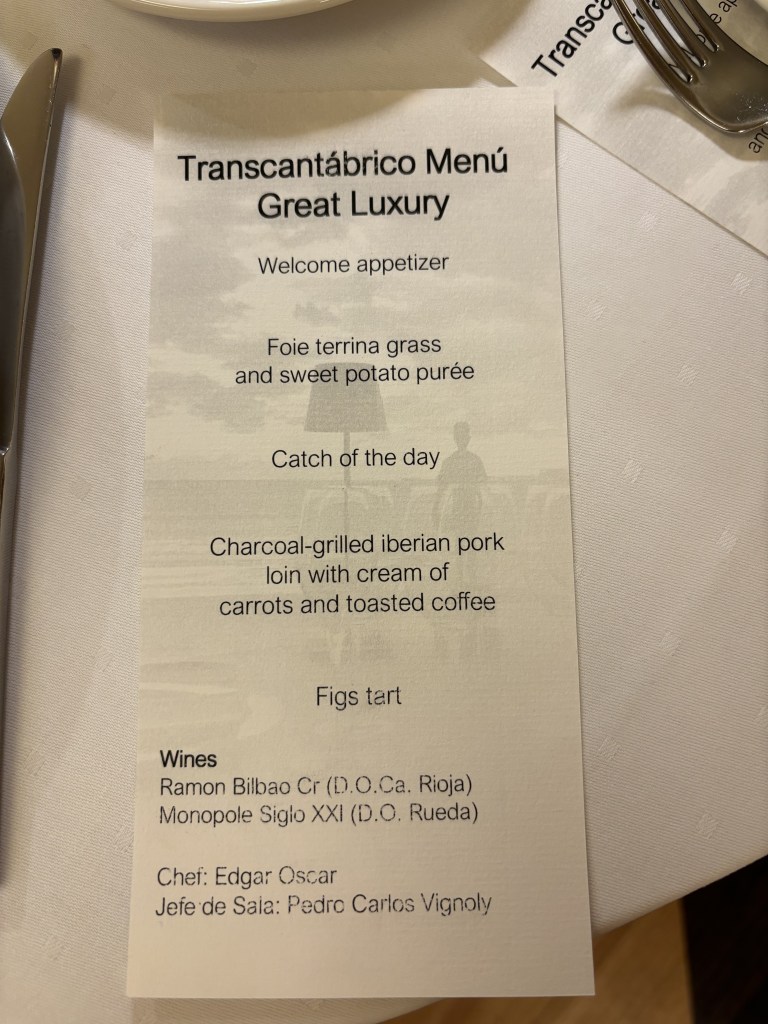 Transcantábrico Menú
Great Luxury
Welcome appetizer
Foie terrina grass
and sweet potato purée
Catch of the day
Charcoal-grilled iberian pork
loin with cream of
carrots and toasted coffee
Figs tart
Wines
Ramon Bilbao Cr (D.O.Ca. Rioja)
Monopole Siglo XXI (D.O. Rueda)
Chef: Edgar Oscar
Jefe de Sala: Pedro Carlos Vignoly